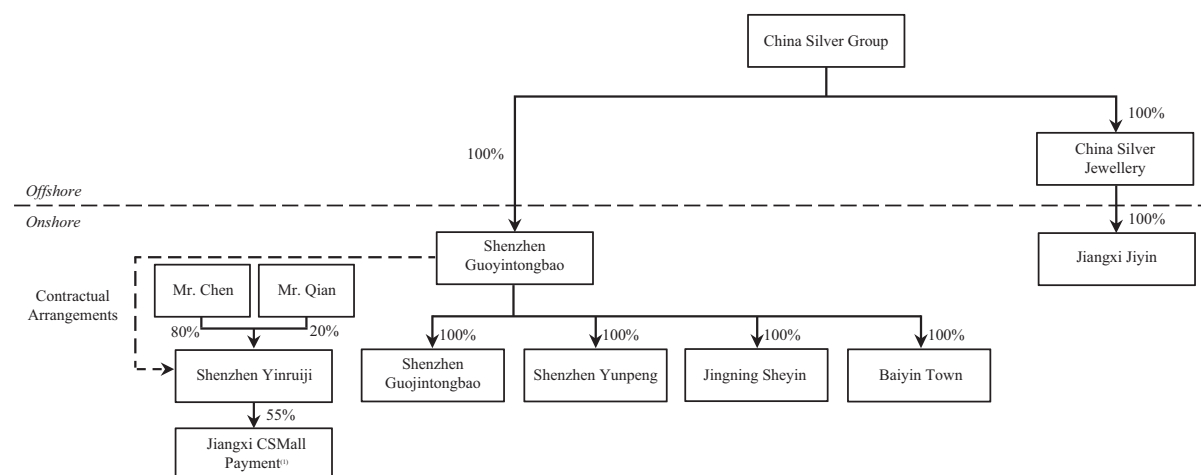 China Silver Group
100%
100%
China Silver
Jewellery
Offshore
Onshore
100%
Shenzhen
Guoyintongbao
Jiangxi Jiyin
Mr. Chen
Mr. Qian
Contractual
Arrangements
80%
20%
100%
100%
100%
100%
Shenzhen Yinruiji
Shenzhen
Guojintongbao
Shenzhen Yunpeng
Jingning Sheyin
Baiyin Town
55%
Jiangxi CSMall
Payment(1)